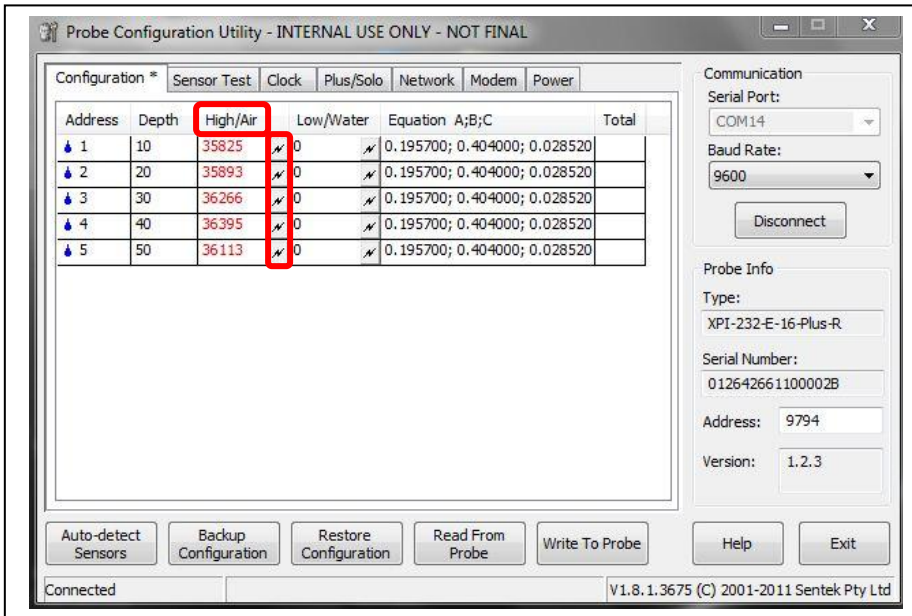 Probe Configuration Utility - INTERNAL USE ONLY - NOT FINAL
Configuration * Sensor Test Clock Plus/Solo Network Modem Power
Address Depth High/Air Low/Water Equation A;B;C Total
1 10 35825 0 0.195700; 0.404000; 0.028520
2 20 35893 0 0.195700; 0.404000; 0.028520
3 30 36266 0 0.195700; 0.404000; 0.028520
4 40 36395 0 0.195700; 0.404000; 0.028520
5 50 36113 0 0.195700; 0.404000; 0.028520
Communication
Serial Port:
COM14
Baud Rate:
9600
Disconnect
Probe Info
Type:
XPI-232-E-16-Plus-R
Serial Number:
012642661100002B
Address: 9794
Version: 1.2.3
Auto-detect
Sensors
Backup
Configuration
Restore
Configuration
Read From
Probe
Write To Probe
Help
Exit
Connected
V1.8.1.3675 (C) 2001-2011 Sentek Pty Ltd